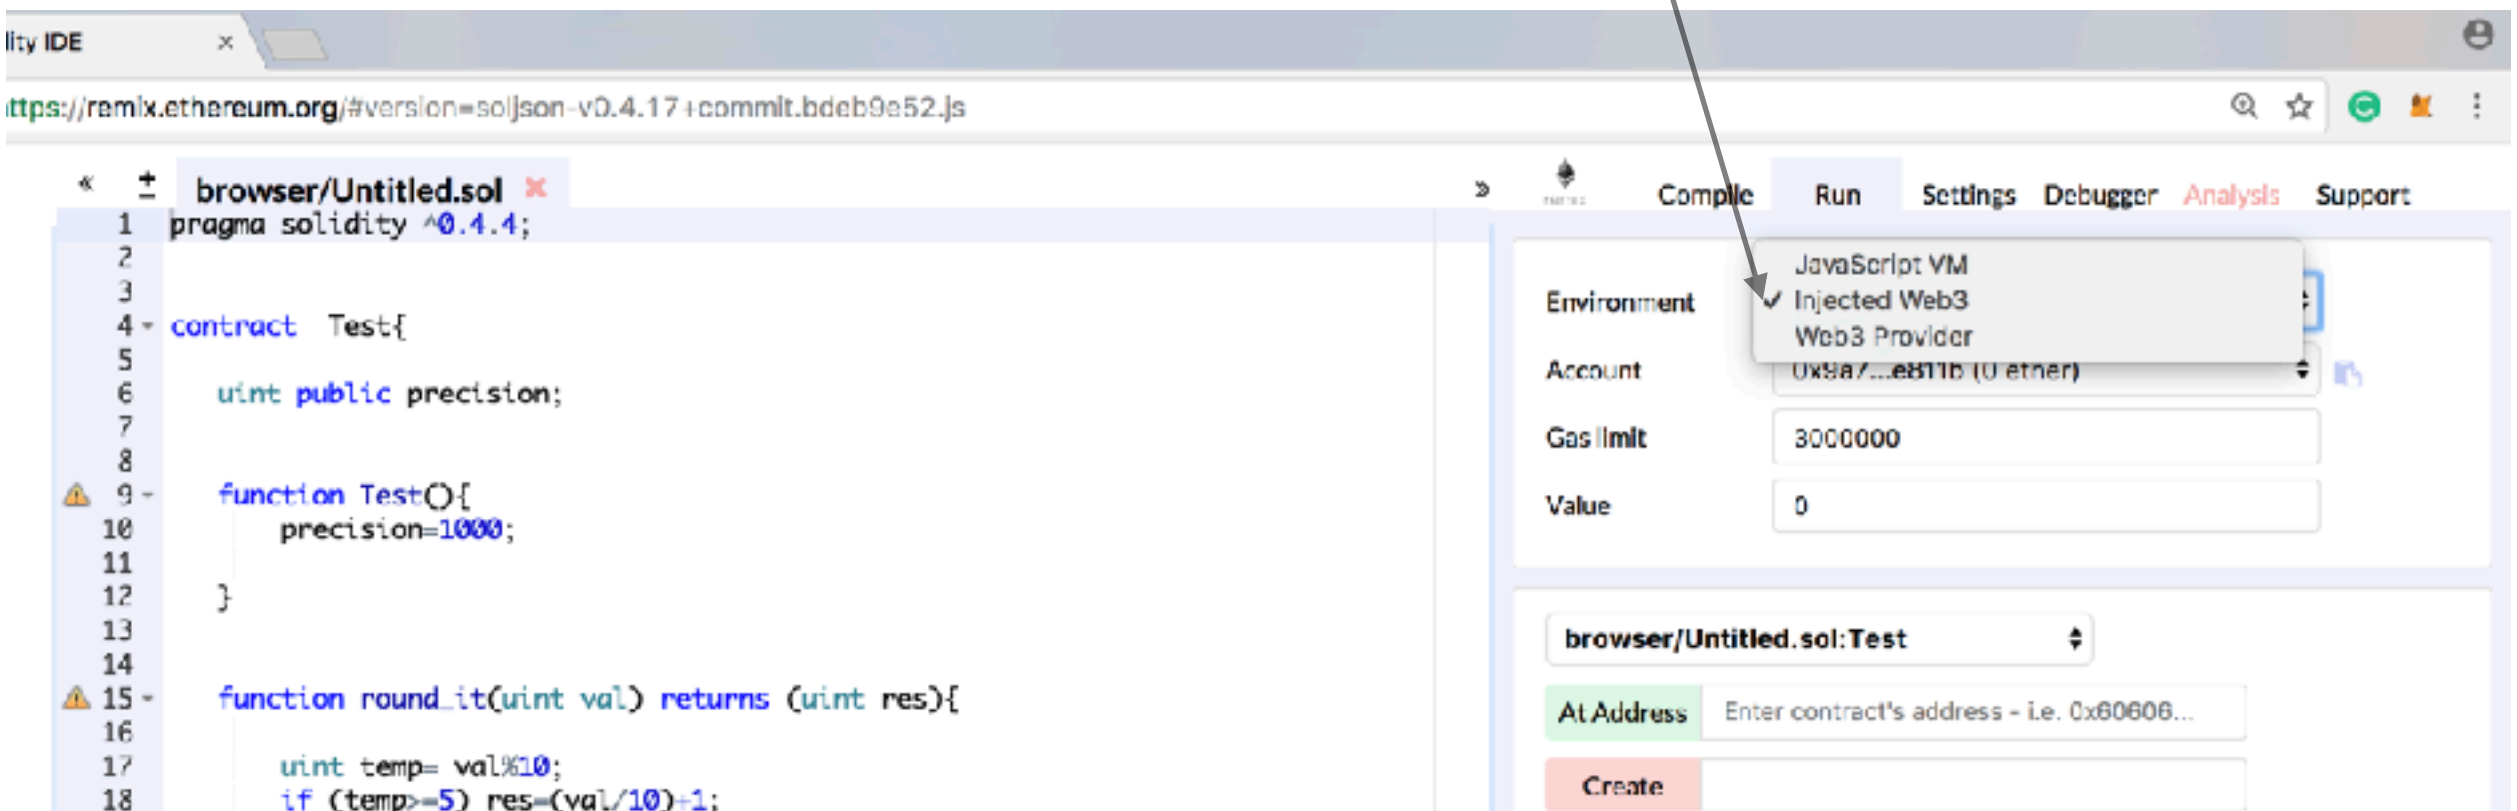 lity IDE ×
ttps://remix.ethereum.org/#version=soljson-v0.4.17+commit.bdeb9e52.js
« ± browser/Untitled.sol ✖ »
Compile Run Settings Debugger Analysis Support
1 pragma solidity ^0.4.4;
2
3
4 contract Test{
5
6 uint public precision;
7
8
9 function Test(){
10 precision=1000;
11
12 }
13
14
15 function round_it(uint val) returns (uint res){
16
17 uint temp= val%10;
18 if (temp>=5) res=(val/10)+1;
JavaScript VM
Environment ✓ Injected Web3
Web3 Provider
Account 0x9a7...e811b (0 ether)
Gas limit 3000000
Value 0
browser/Untitled.sol:Test
At Address Enter contract's address - i.e. 0x60606...
Create